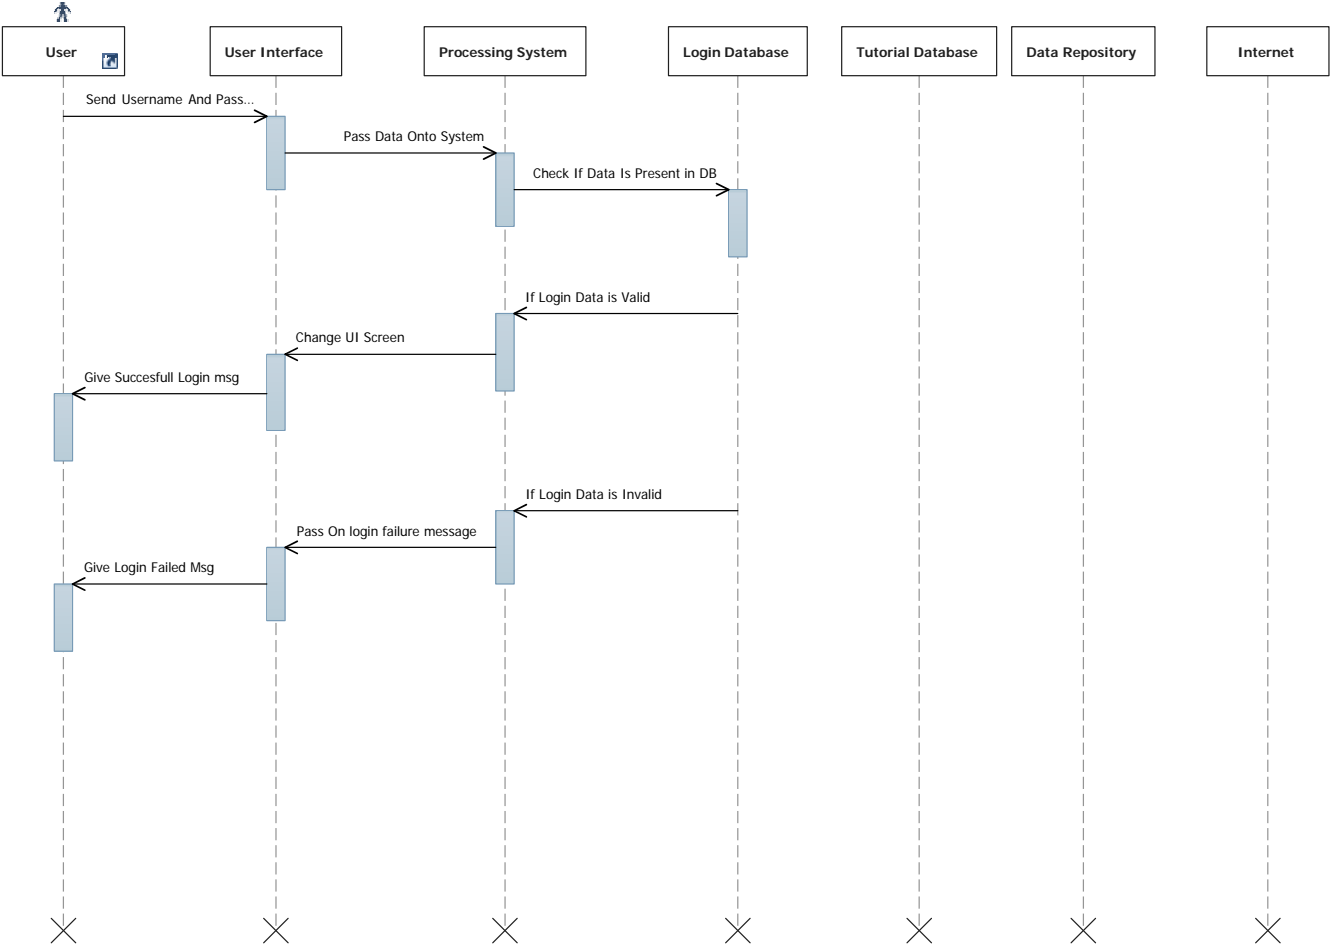 User
User Interface
Processing System
Login Database
Tutorial Database
Data Repository
Internet
Send Username And Pass...
Pass Data Onto System
Check If Data Is Present in DB
If Login Data is Valid
Change UI Screen
Give Succesfull Login msg
If Login Data is Invalid
Pass On login failure message
Give Login Failed Msg